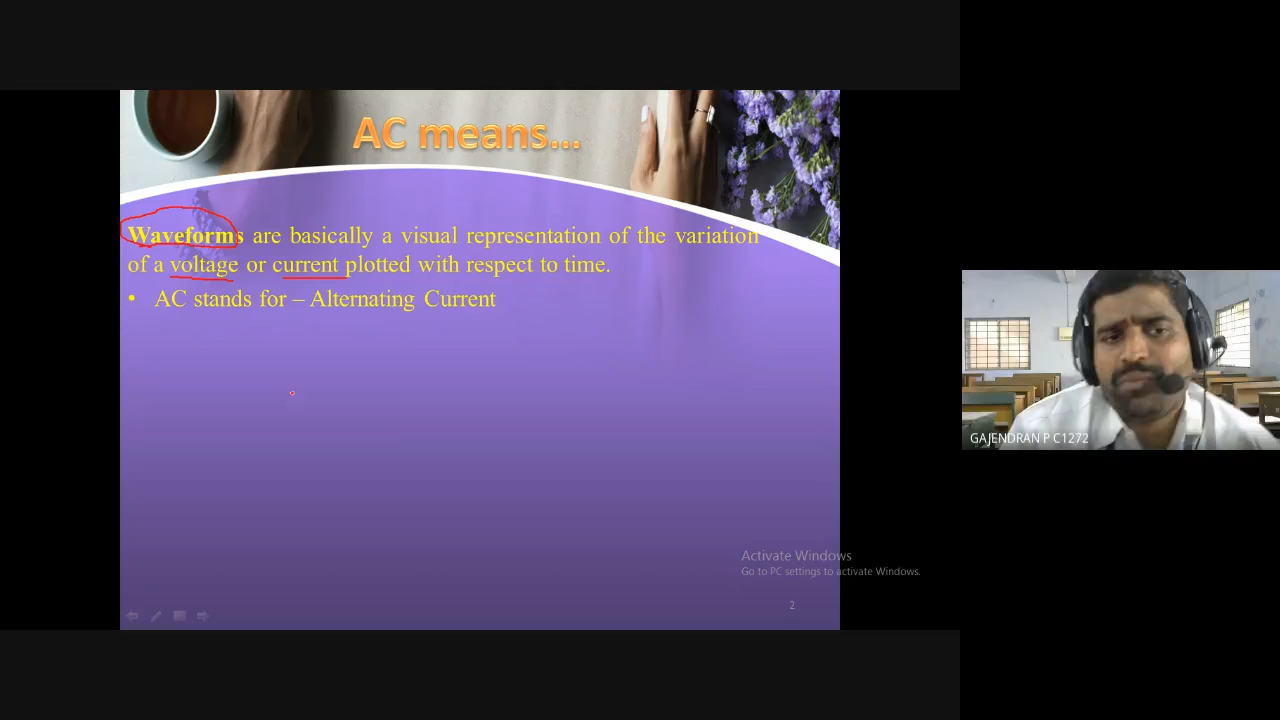 AC means...
Waveforms are basically a visual representation of the variation
of a voltage or current plotted with respect to time.
• AC stands for – Alternating Current
GAJENDRAN P C1272
Activate Windows
Go to PC settings to activate Windows.
2